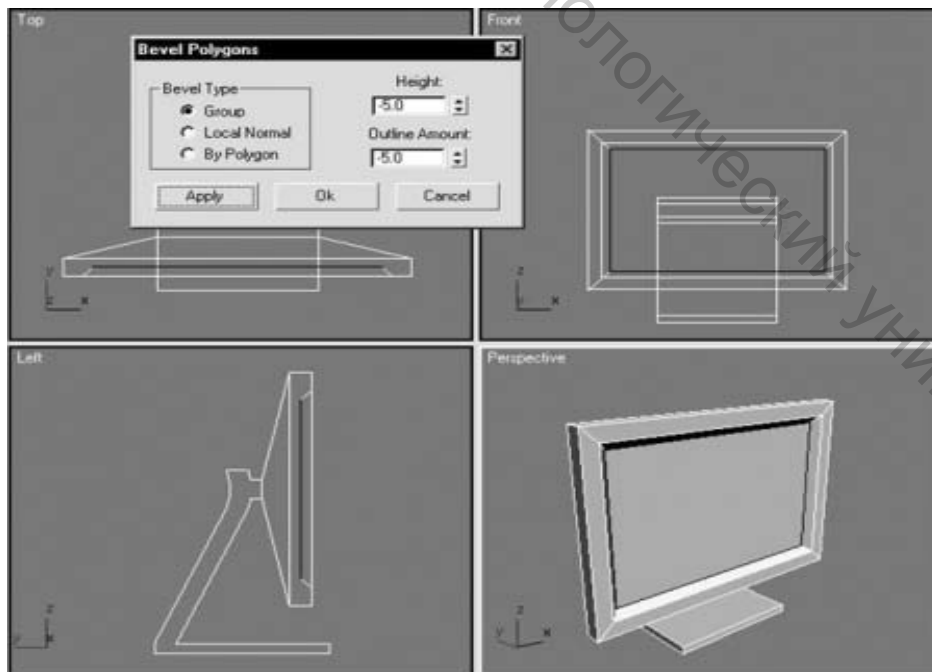 Top
Front
Bevel Polygons
Bevel Type
Group
Local Normal
By Polygon
Height:
-5.0
Outline Amount:
-5.0
Apply
Ok
Cancel
y
z
x
z
y
x
Left
Perspective
z
y
x
z
y
x